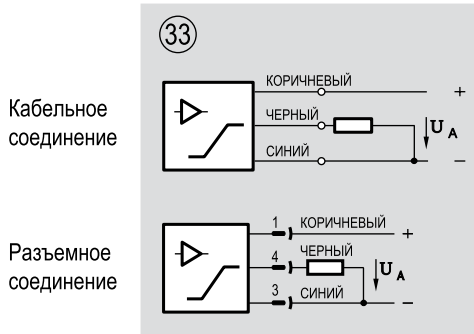 33
Кабельное
соединение
КОРИЧНЕВЫЙ
+
ЧЕРНЫЙ
U A
СИНИЙ
−
Разъемное
соединение
1 КОРИЧНЕВЫЙ +
4 ЧЕРНЫЙ
U A
3 СИНИЙ −